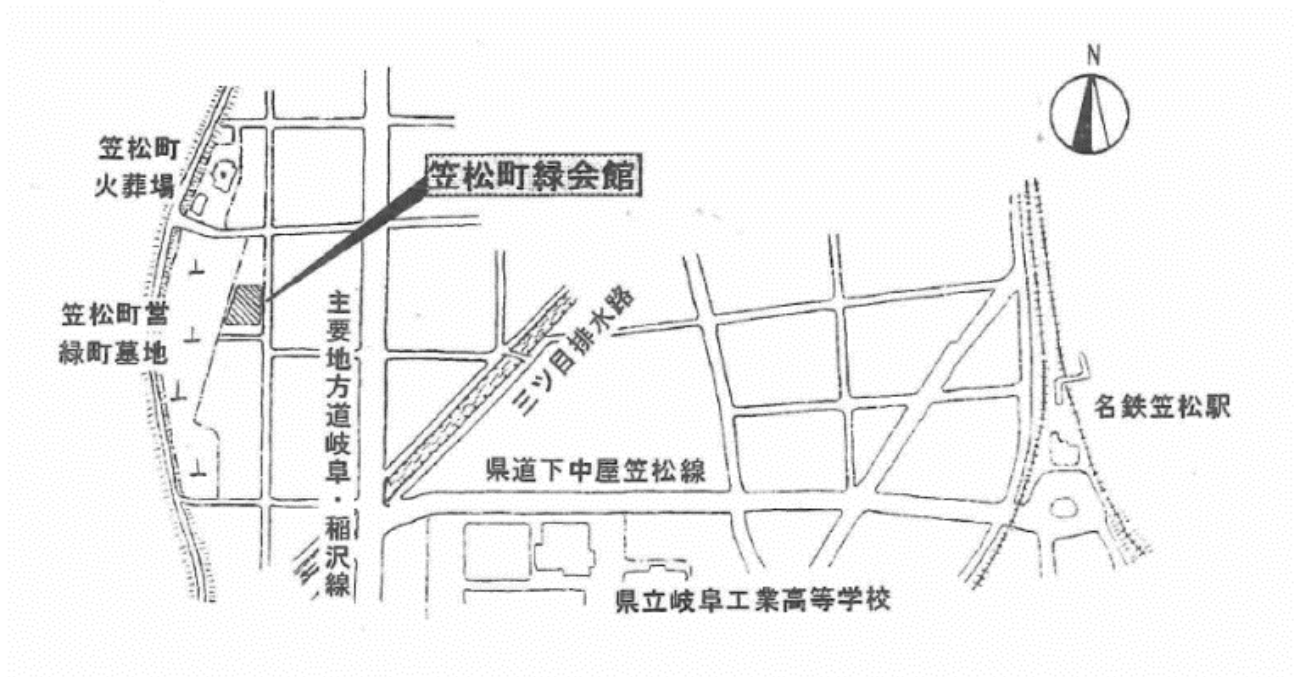 N
笠松町
火葬場
笠松町緑会館
笠松町営
緑町墓地
主要地方道岐阜・稲沢線
三ツ目排水路
名鉄笠松駅
県道下中屋笠松線
県立岐阜工業高等学校